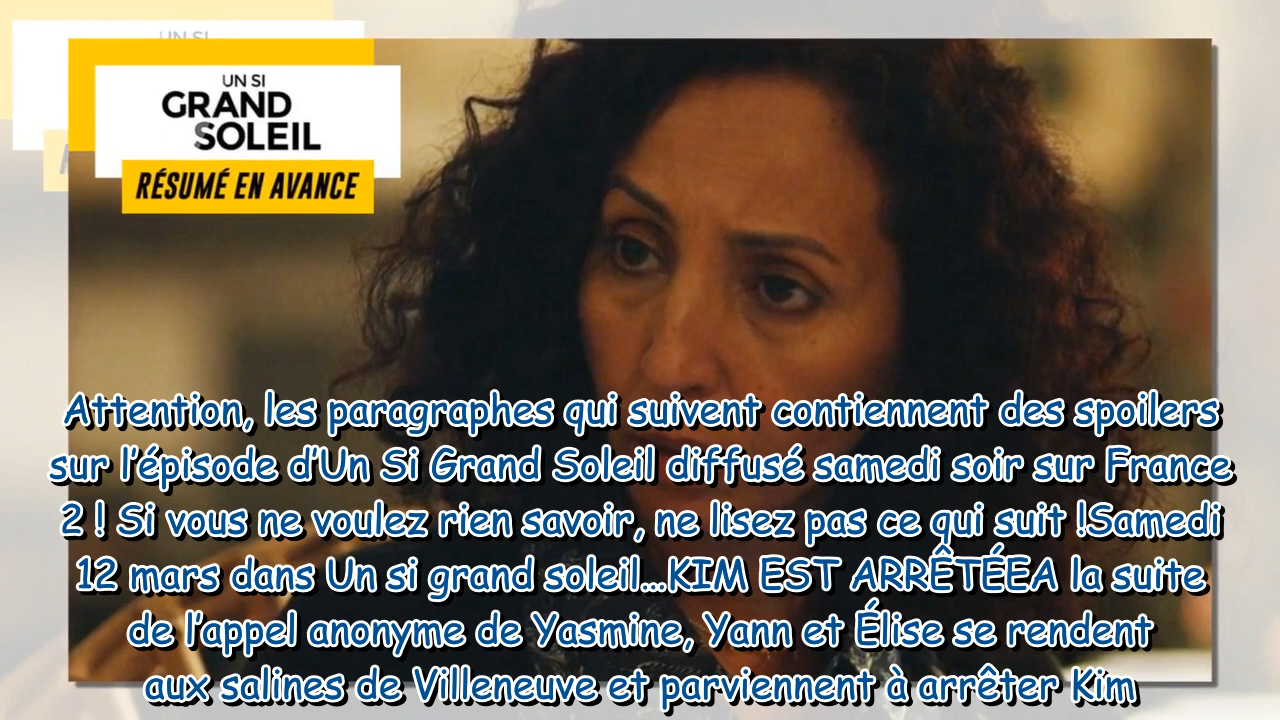 UN SI
UN SI
GRAND
SOLEIL
RÉSUMÉ EN AVANCE
Attention, les paragraphes qui suivent contiennent des spoilers
sur l’épisode d’Un Si Grand Soleil diffusé samedi soir sur France
2 ! Si vous ne voulez rien savoir, ne lisez pas ce qui suit !Samedi
12 mars dans Un si grand soleil...KIM EST ARRÊTÉEA la suite
de l’appel anonyme de Yasmine, Yann et Élise se rendent
aux salines de Villeneuve et parviennent à arrêter Kim